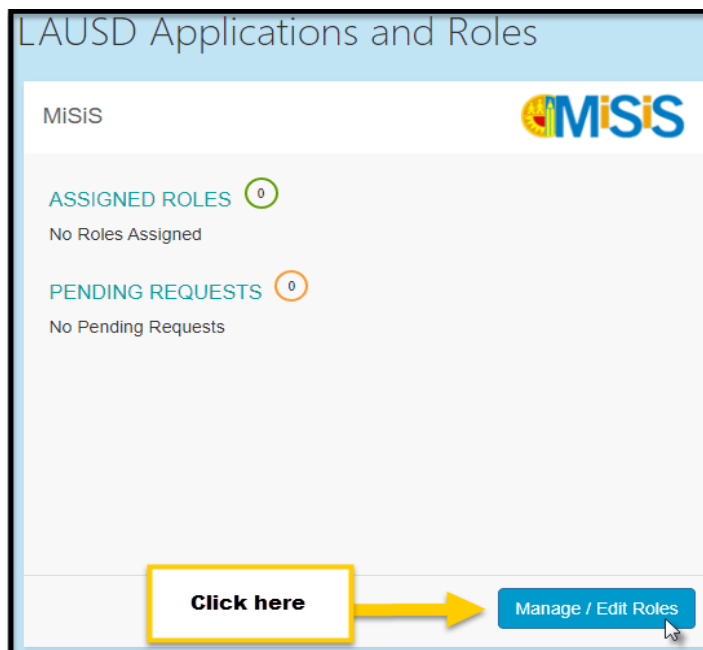 LAUSD Applications and Roles
MiSiS
MiSiS
ASSIGNED ROLES 0
No Roles Assigned
PENDING REQUESTS 0
No Pending Requests
Click here
Manage / Edit Roles